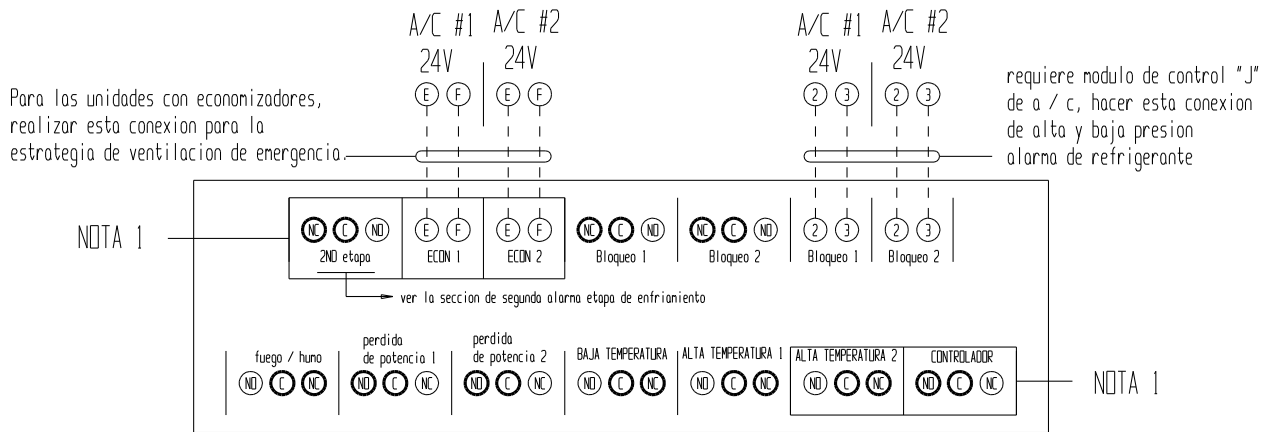 A/C #1 A/C #2
24V 24V
E F E F
A/C #1 A/C #2
24V 24V
2 3 2 3
Para las unidades con economizadores,
realizar esta conexion para la
estrategia de ventilacion de emergencia.
requiere modulo de control "J"
de a / c, hacer esta conexion
de alta y baja presion
alarma de refrigerante
NOTA 1
NC C NO E F E F NC C NO NC C NO 2 3 2 3
2NO etapa ECON 1 ECON 2 Bloqueo 1 Bloqueo 2 Bloqueo 1 Bloqueo 2
ver la seccion de segunda alarma etapa de enfriamiento
fuego / humo
perdida
de potencia 1
perdida
de potencia 2
BAJA TEMPERATURA ALTA TEMPERATURA 1 ALTA TEMPERATURA 2 CONTROLADOR
NO C NC NO C NC NO C NC NO C NC NO C NC NO C NC NO C NC
NOTA 1